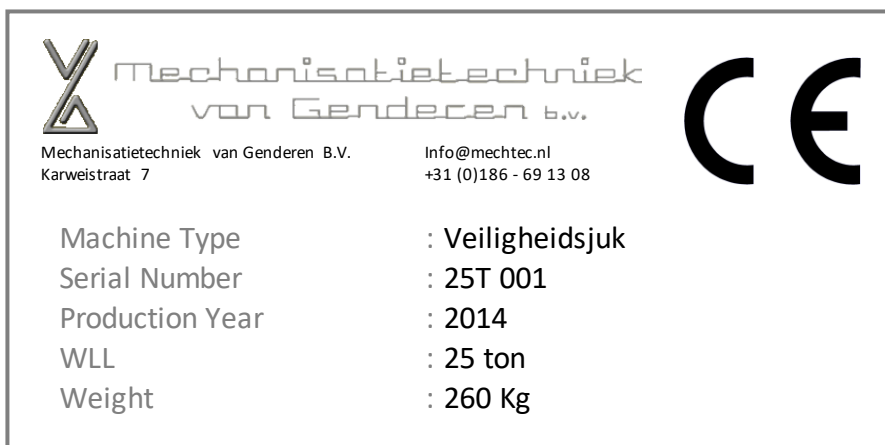 Mechanisatietechniek
van Genderen b.v.
CE
Mechanisatietechnïek van Genderen B.V. Info@mechtec.nl
Karweistraat 7 +31 (0)186 - 69 13 08
Machine Type : Veiligheidsjuk
Serial Number : 25T 001
Production Year : 2014
WLL : 25 ton
Weight : 260 Kg